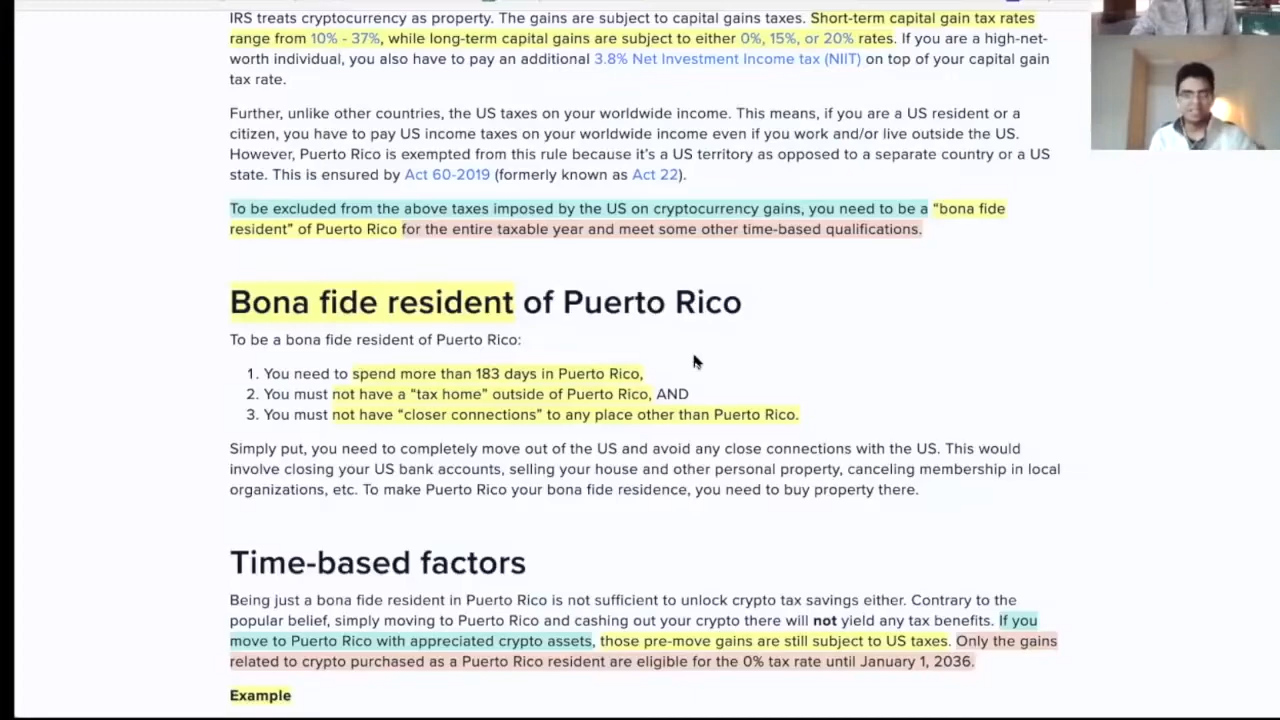 IRS treats cryptocurrency as property. The gains are subject to capital gains taxes. Short-term capital gain tax rates
range from 10% - 37%, while long-term capital gains are subject to either 0%, 15%, or 20% rates. If you are a high-net-
worth individual, you also have to pay an additional 3.8% Net Investment Income tax (NIIT) on top of your capital gain
tax rate.
Further, unlike other countries, the US taxes on your worldwide income. This means, if you are a US resident or a
citizen, you have to pay US income taxes on your worldwide income even if you work and/or live outside the US.
However, Puerto Rico is exempted from this rule because it’s a US territory as opposed to a separate country or a US
state. This is ensured by Act 60-2019 (formerly known as Act 22).
To be excluded from the above taxes imposed by the US on cryptocurrency gains, you need to be a “bona fide
resident” of Puerto Rico for the entire taxable year and meet some other time-based qualifications.
Bona fide resident of Puerto Rico
To be a bona fide resident of Puerto Rico:
1. You need to spend more than 183 days in Puerto Rico,
2. You must not have a “tax home” outside of Puerto Rico, AND
3. You must not have “closer connections” to any place other than Puerto Rico.
Simply put, you need to completely move out of the US and avoid any close connections with the US. This would
involve closing your US bank accounts, selling your house and other personal property, canceling membership in local
organizations, etc. To make Puerto Rico your bona fide residence, you need to buy property there.
Time-based factors
Being just a bona fide resident in Puerto Rico is not sufficient to unlock crypto tax savings either. Contrary to the
popular belief, simply moving to Puerto Rico and cashing out your crypto there will not yield any tax benefits. If you
move to Puerto Rico with appreciated crypto assets, those pre-move gains are still subject to US taxes. Only the gains
related to crypto purchased as a Puerto Rico resident are eligible for the 0% tax rate until January 1, 2036.
Example